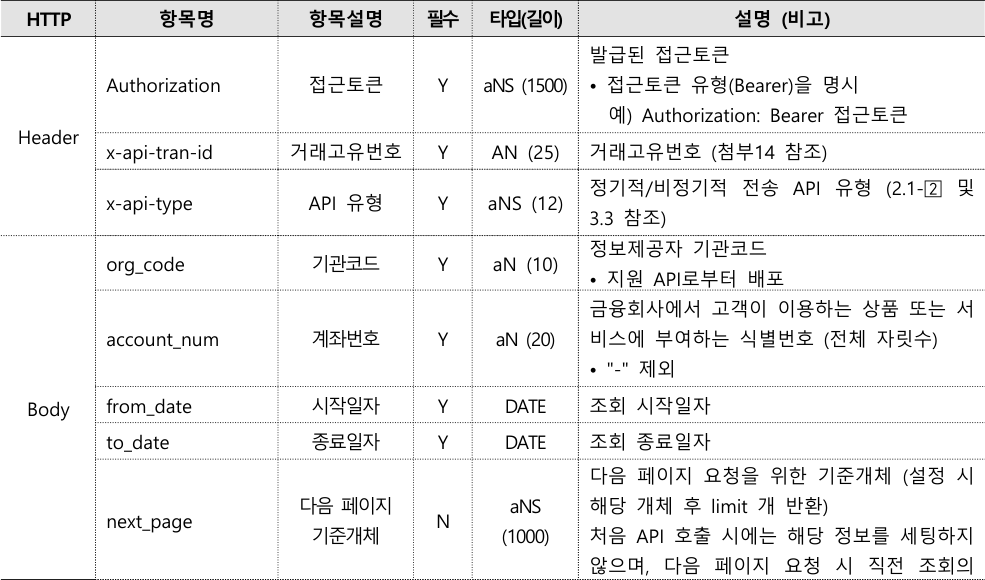 HTTP 항목명 항목설명 필수 타입(길이) 설명 (비고)
Header
Authorization 접근토큰 Y aNS (1500)
발급된 접근토큰
• 접근토큰 유형(Bearer)을 명시
예) Authorization: Bearer 접근토큰
x-api-tran-id 거래고유번호 Y AN (25) 거래고유번호 (첨부14 참조)
x-api-type API 유형 Y aNS (12)
정기적/비정기적 전송 API 유형 (2.1-② 및
3.3 참조)
Body
org_code 기관코드 Y aN (10)
정보제공자 기관코드
• 지원 API로부터 배포
account_num 계좌번호 Y aN (20)
금융회사에서 고객이 이용하는 상품 또는 서
비스에 부여하는 식별번호 (전체 자릿수)
• "-" 제외
from_date 시작일자 Y DATE 조회 시작일자
to_date 종료일자 Y DATE 조회 종료일자
next_page
다음 페이지
기준개체
N
aNS
(1000)
다음 페이지 요청을 위한 기준개체 (설정 시
해당 개체 후 limit 개 반환)
처음 API 호출 시에는 해당 정보를 세팅하지
않으며, 다음 페이지 요청 시 직전 조회의